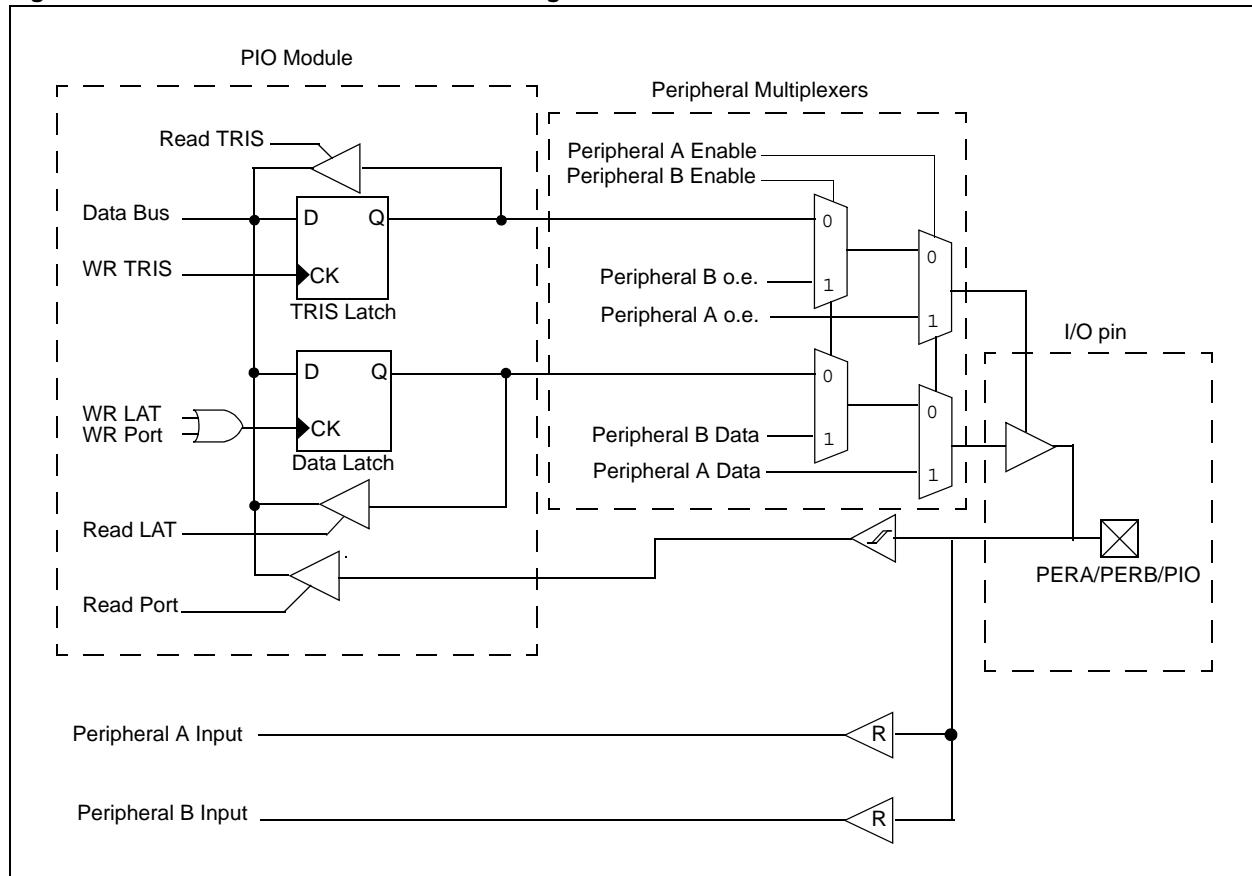 PIO Module
Peripheral Multiplexers
Read TRIS
Peripheral A Enable
Peripheral B Enable
Data Bus
D Q
0
WR TRIS
CK
0
Peripheral B o.e.
1
TRIS Latch
Peripheral A o.e.
1
I/O pin
D Q
0
0
WR LAT
WR Port
CK
Peripheral B Data
1
Data Latch
Peripheral A Data
1
Read LAT
PERA/PERB/PIO
Read Port
Peripheral A Input
R
Peripheral B Input
R